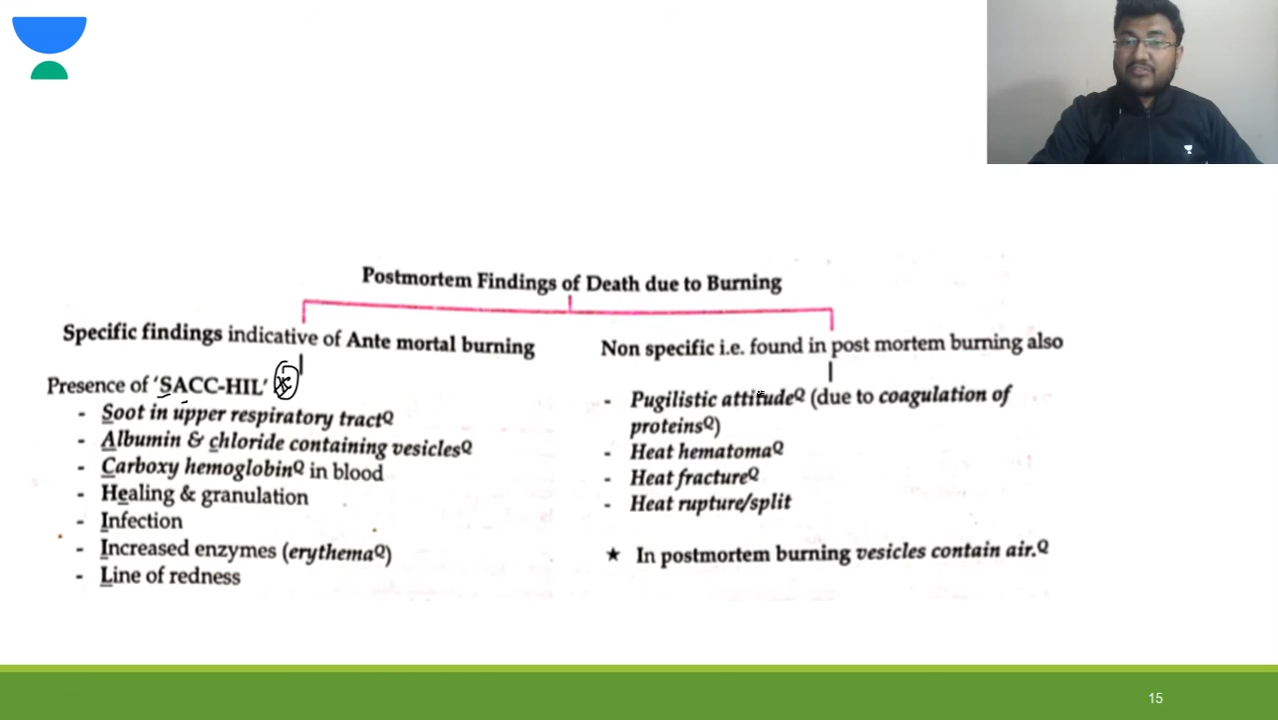 Postmortem Findings of Death due to Burning
Specific findings indicative of Ante mortal burning
Presence of 'SACC-HIL'
- Soot in upper respiratory tractQ
- Albumin & chloride containing vesiclesQ
- Carboxy hemoglobinQ in blood
- Healing & granulation
- Infection
- Increased enzymes (erythemaQ)
- Line of redness
Non specific i.e. found in post mortem burning also
- Pugilistic attitudeQ (due to coagulation of
proteinsQ)
- Heat hematomaQ
- Heat fractureQ
- Heat rupture/split
★ In postmortem burning vesicles contain air.Q
15